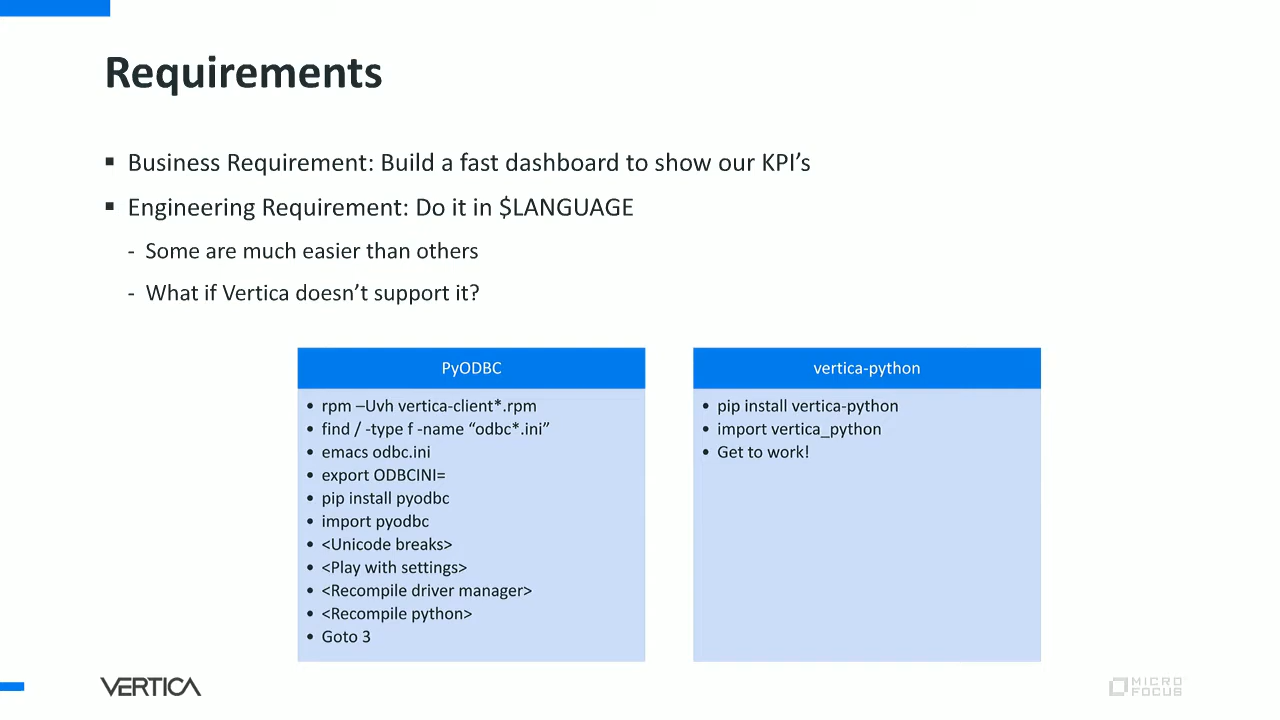 Requirements
▪ Business Requirement: Build a fast dashboard to show our KPI’s
▪ Engineering Requirement: Do it in $LANGUAGE
- Some are much easier than others
- What if Vertica doesn’t support it?
PyODBC
• rpm –Uvh vertica-client*.rpm
• find / -type f -name “odbc*.ini”
• emacs odbc.ini
• export ODBCINI=
• pip install pyodbc
• import pyodbc
• <Unicode breaks>
• <Play with settings>
• <Recompile driver manager>
• <Recompile python>
• Goto 3
vertica-python
• pip install vertica-python
• import vertica_python
• Get to work!
VERTICA
MICRO
FOCUS